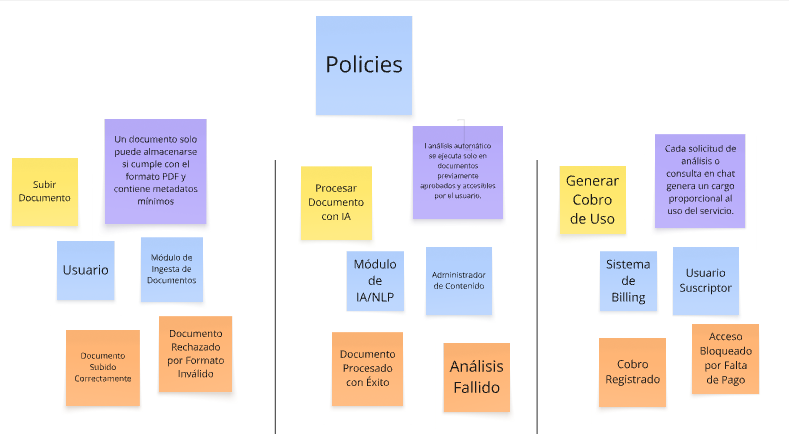 Policies
Subir
Documento
Un documento solo
puede almacenarse
si cumple con el
formato PDF y
contiene metadatos
mínimos
Usuario
Módulo de
Ingesta de
Documentos
Documento
Subido
Correctamente
Documento
Rechazado
por Formato
Inválido
Procesar
Documento
con IA
l análisis automático
se ejecuta solo en
documentos
previamente
aprobados y accesibles
por el usuario.
Módulo
de
IA/NLP
Administrador
de Contenido
Documento
Procesado
con Éxito
Análisis
Fallido
Generar
Cobro
de Uso
Cada solicitud de
análisis o
consulta en chat
genera un cargo
proporcional al
uso del servicio.
Sistema
de
Billing
Usuario
Suscriptor
Cobro
Registrado
Acceso
Bloqueado
por Falta
de Pago